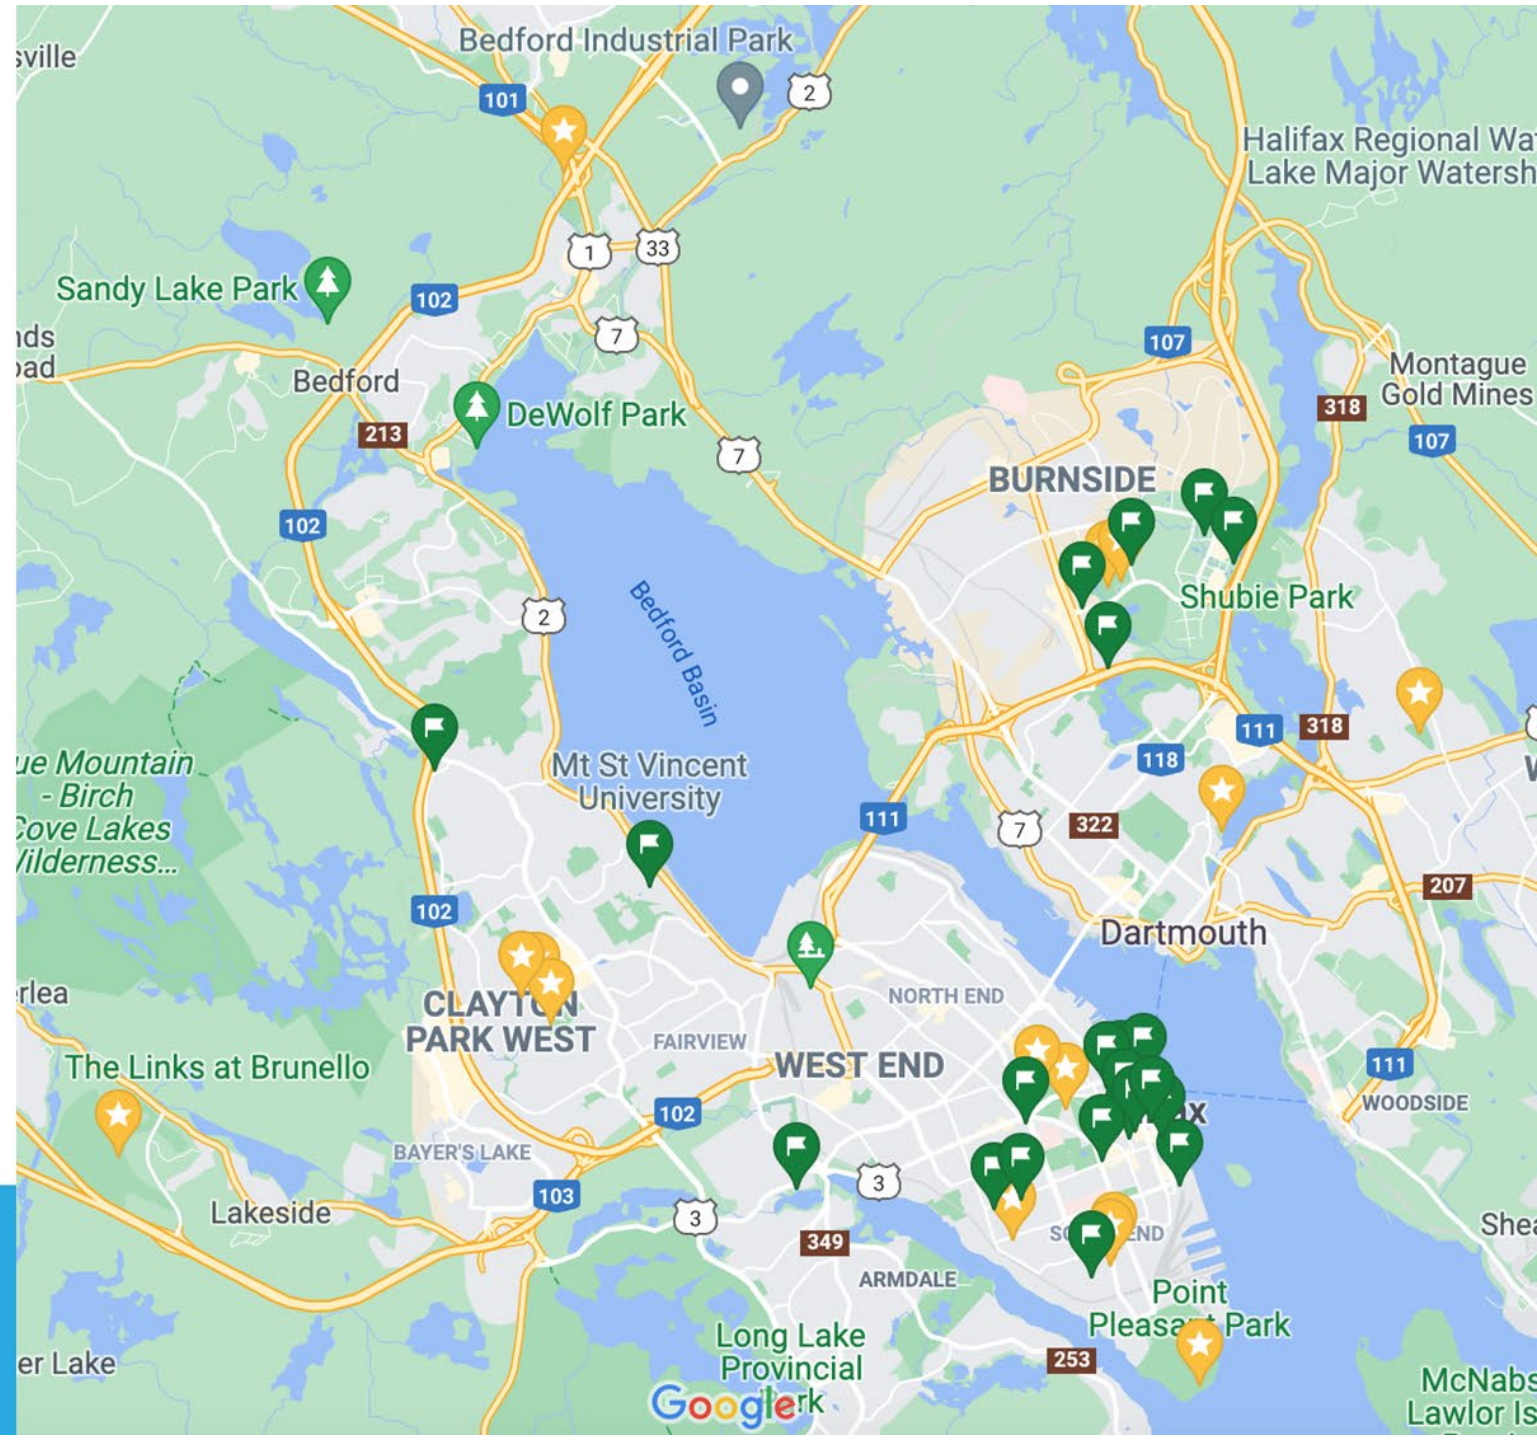 Bedford Industrial Park
sville
101
2
Halifax Regional Wa
Lake Major Watersh
1
33
Sandy Lake Park
102
nds
oad
7
107
Montague
Gold Mines
Bedford
318
DeWolf Park
213
107
7
BURNSIDE
102
Shubie Park
2
Bedford Basin
318
111
118
ue Mountain
- Birch
Cove Lakes
Vilderness...
Mt St Vincent
University
111
7
322
207
102
Dartmouth
rlea
CLAYTON
PARK WEST
NORTH END
FAIRVIEW
WEST END
The Links at Brunello
111
102
WOODSIDE
ax
BAYER'S LAKE
103
3
3
Lakeside
349
SO END
She
ARMDALE
Point
Pleasant Park
Long Lake
Provincial
rk
253
er Lake
McNabs
Lawlor Is
Google